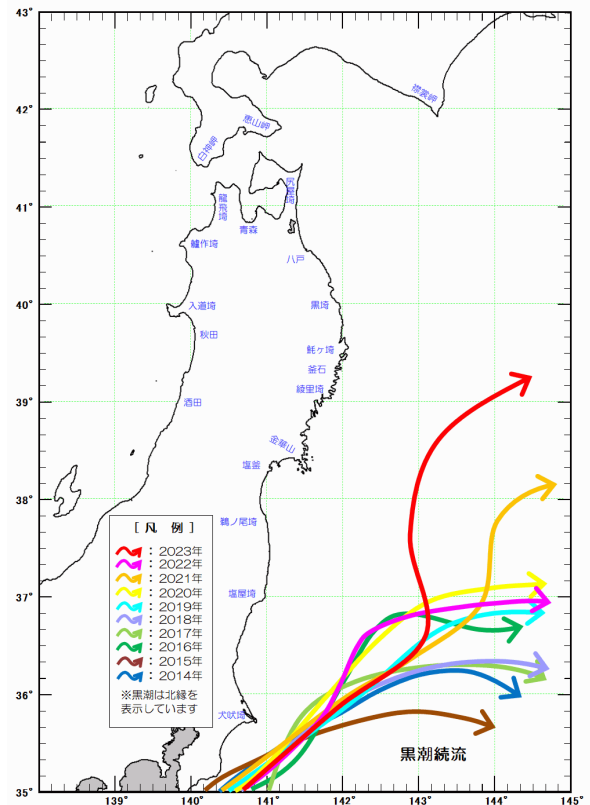 43°
42°
41°
40°
39°
38°
37°
36°
35°
139°
140°
141°
142°
143°
144°
145°
襟裳岬
恵山岬
白神岬
龍飛埼
尻屋埼
青森
艫作埼
八戸
入道埼
黒埼
秋田
魹ヶ埼
釜石
綾里埼
酒田
金華山
塩釜
鵜ノ尾埼
塩屋埼
犬吠埼
[凡 例]
:2023年
:2022年
:2021年
:2020年
:2019年
:2018年
:2017年
:2016年
:2015年
:2014年
※黒潮は北縁を
表示しています
黒潮続流